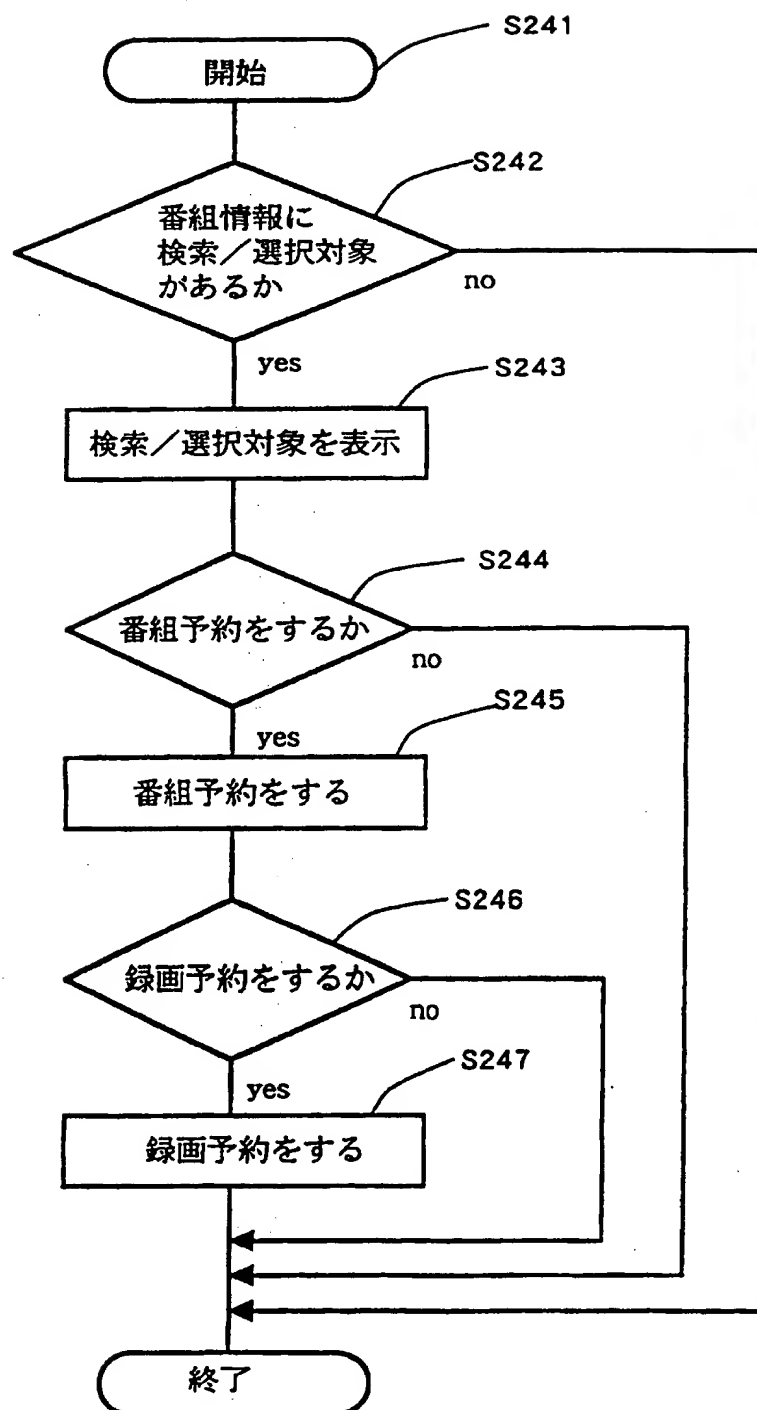 S241
開始
S242
番組情報に
検索／選択対象
があるか
no
yes
S243
検索／選択対象を表示
S244
番組予約をするか
no
yes
S245
番組予約をする
S246
録画予約をするか
no
yes
S247
録画予約をする
終了